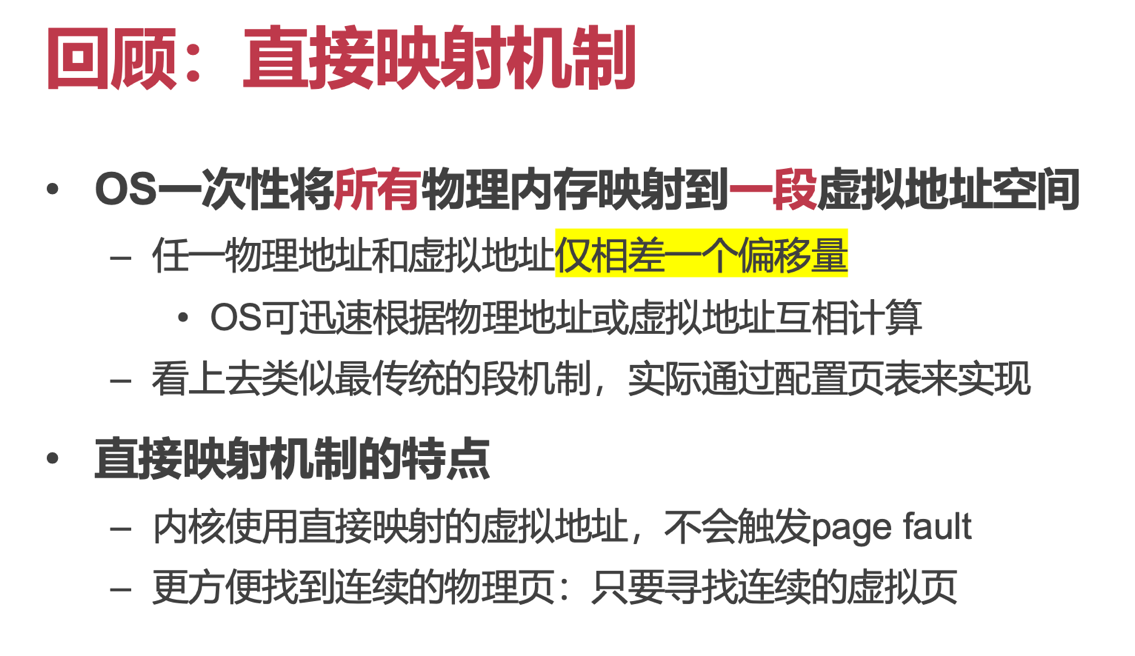 回顾：直接映射机制
• OS一次性将所有物理内存映射到一段虚拟地址空间
– 任一物理地址和虚拟地址仅相差一个偏移量
• OS可迅速根据物理地址或虚拟地址互相计算
– 看上去类似最传统的段机制，实际通过配置页表来实现
• 直接映射机制的特点
– 内核使用直接映射的虚拟地址，不会触发page fault
– 更方便找到连续的物理页：只要寻找连续的虚拟页